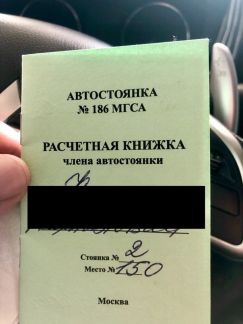 АВТОСТОЯНКА
№ 186 МГСА
РАСЧЕТНАЯ КНИЖКА
члена автостоянки
Стоянка № 2
Место № 150
Москва